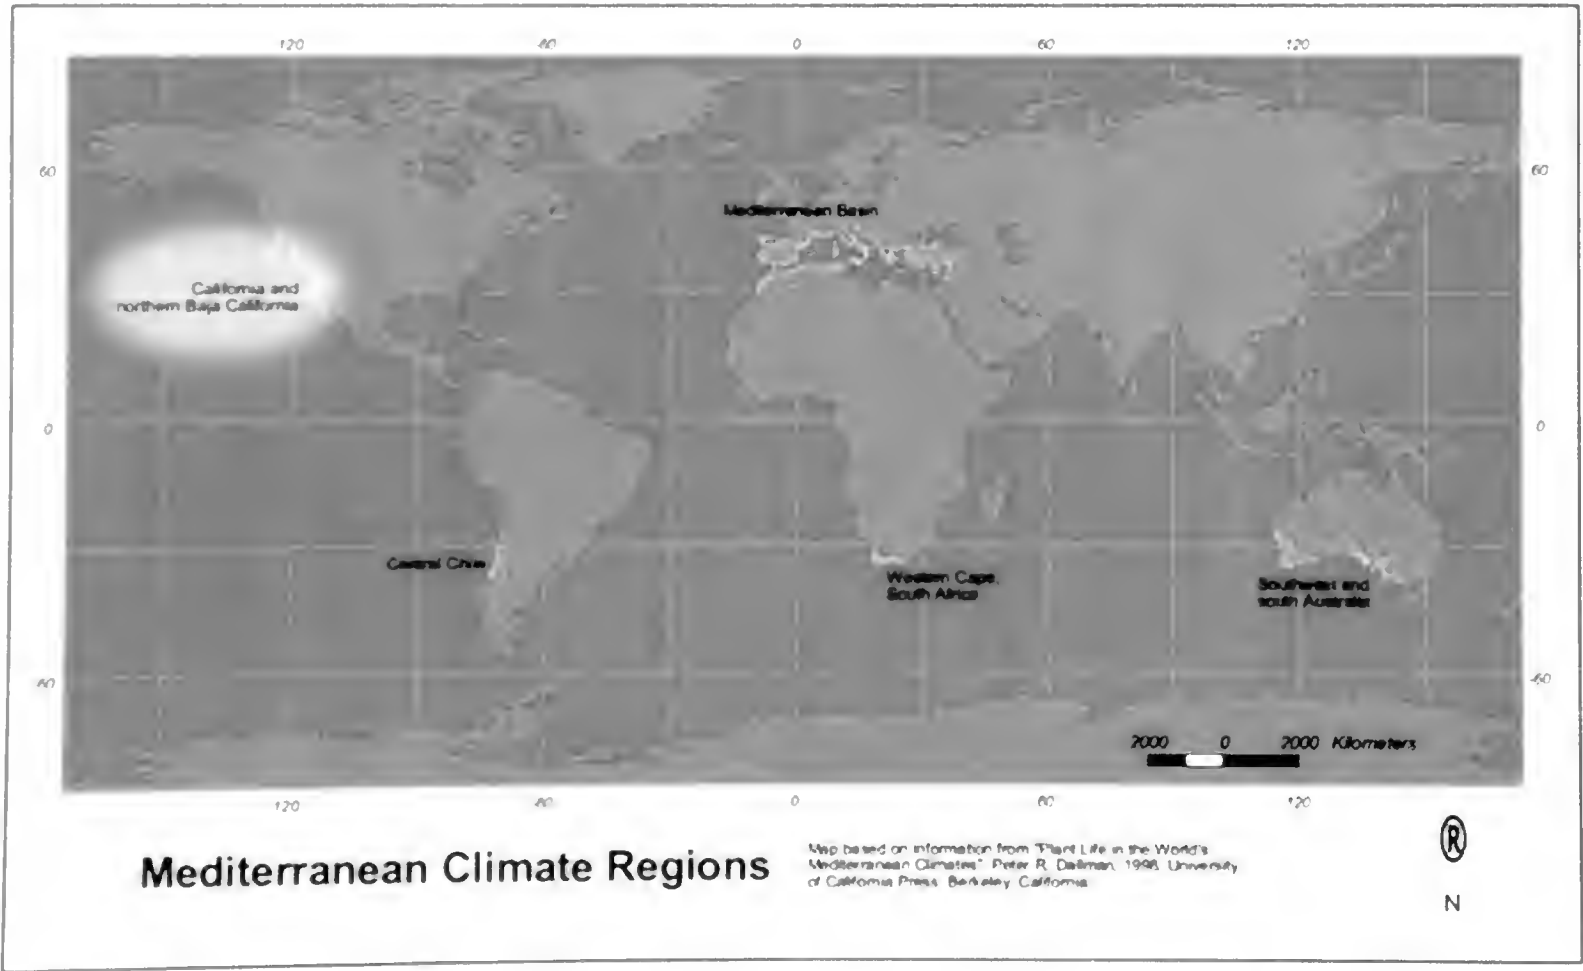 120 60 0 60 120
60 60
Mediterranean Basin
California and
northern Baja California
0 0
Central Chile
Western Cape,
South Africa
Southwest and
south Australia
60 -60
2000 0 2000 Kilometers
120 60 0 60 120
Mediterranean Climate Regions
Map based on information from "Plant Life in the World's
Mediterranean Climates". Peter R. Dallman, 1998, University
of California Press, Berkeley, California
®
N